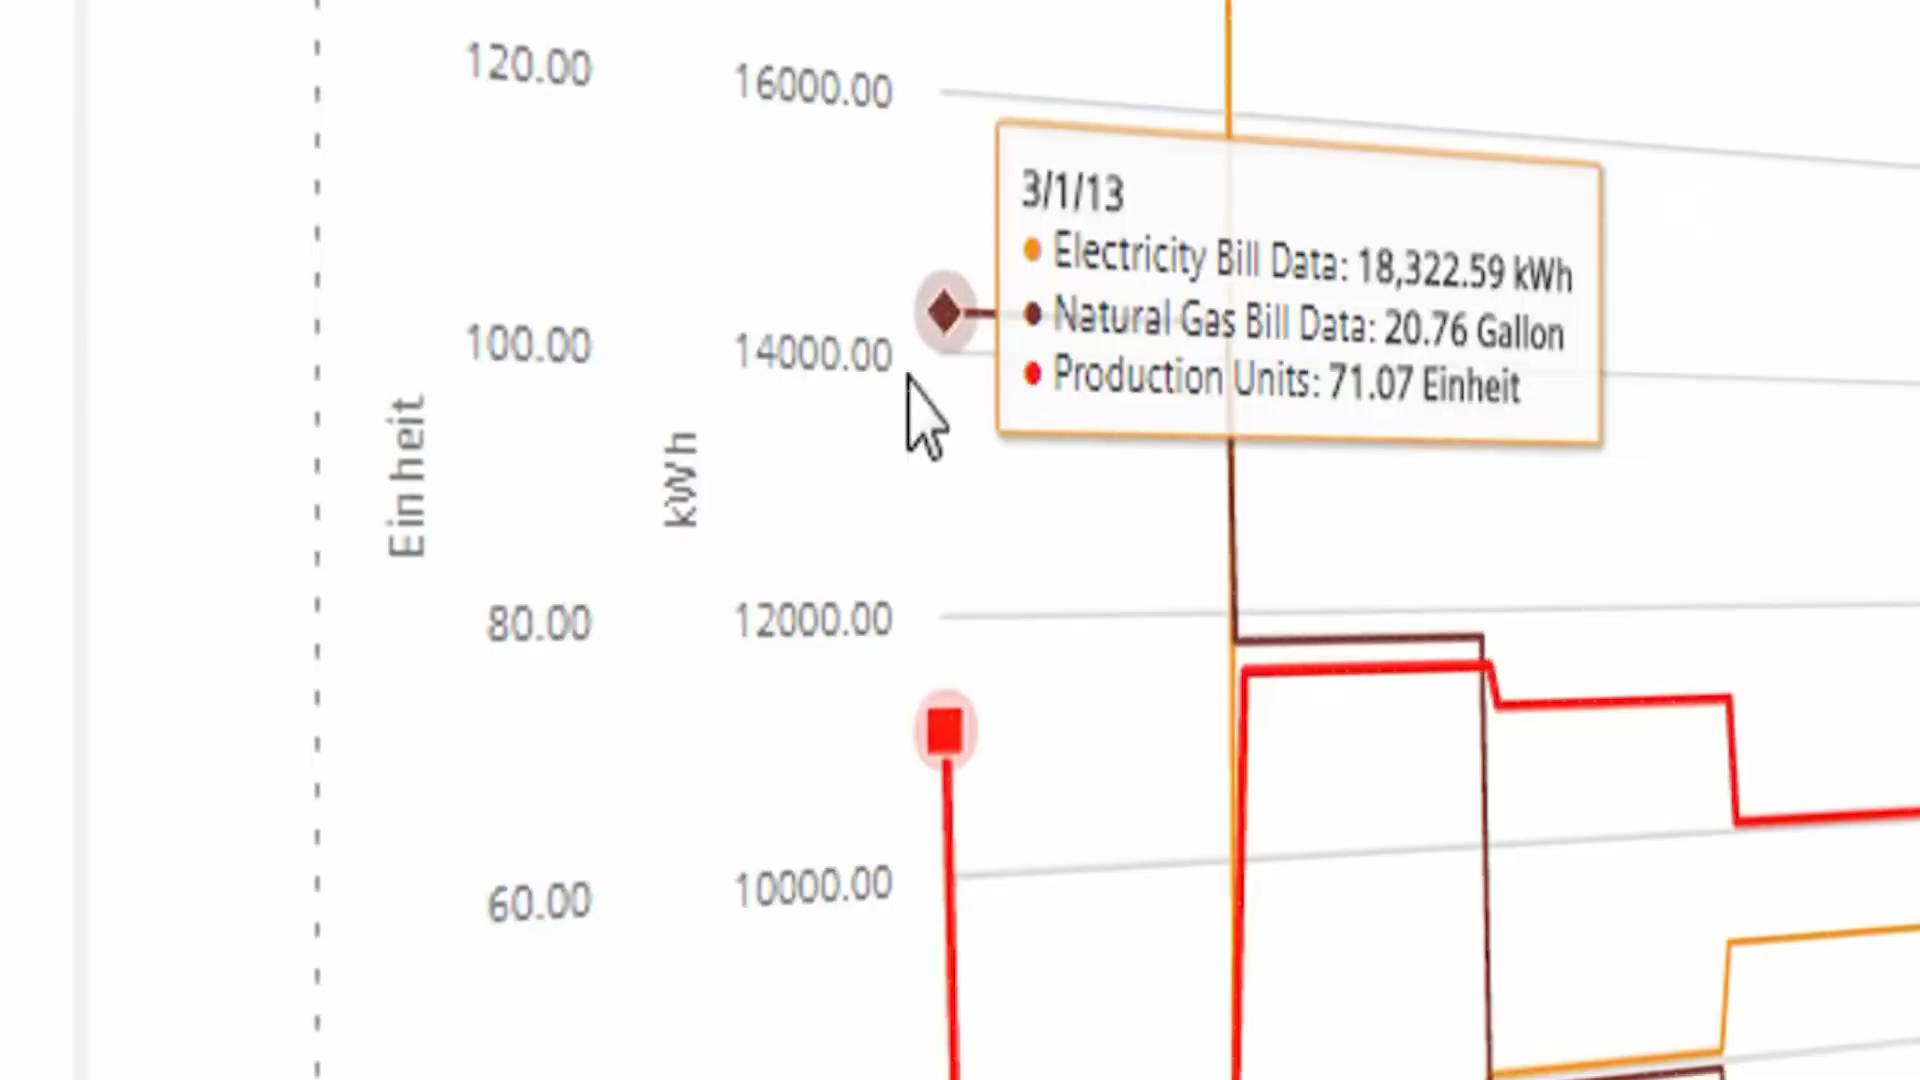 120.00
100.00
80.00
60.00
Einheit
16000.00
14000.00
12000.00
10000.00
kWh
3/1/13
Electricity Bill Data: 18,322.59 kWh
Natural Gas Bill Data: 20.76 Gallon
Production Units: 71.07 Einheit